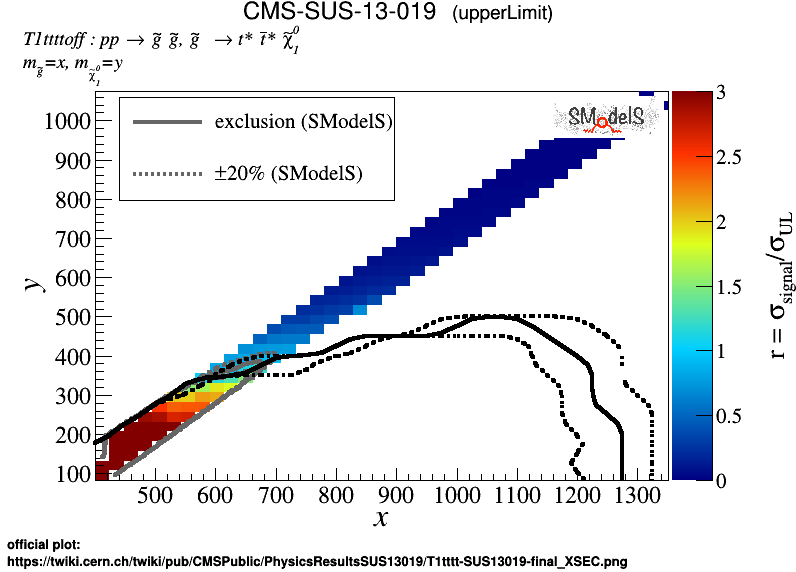 CMS-SUS-13-019 (upperLimit)
T1ttttoff : pp → g̃ g̃, g̃ → t* t̄* χ̃₁⁰
m_g̃=x, m_χ̃₁⁰=y
exclusion (SModelS)
±20% (SModelS)
SModelS
1000
900
800
700
600
500
400
300
200
100
y
500 600 700 800 900 1000 1100 1200 1300
x
3
2.5
2
1.5
1
0.5
0
r = σ_signal/σ_UL
official plot:
https://twiki.cern.ch/twiki/pub/CMSPublic/PhysicsResultsSUS13019/T1tttt-SUS13019-final_XSEC.png